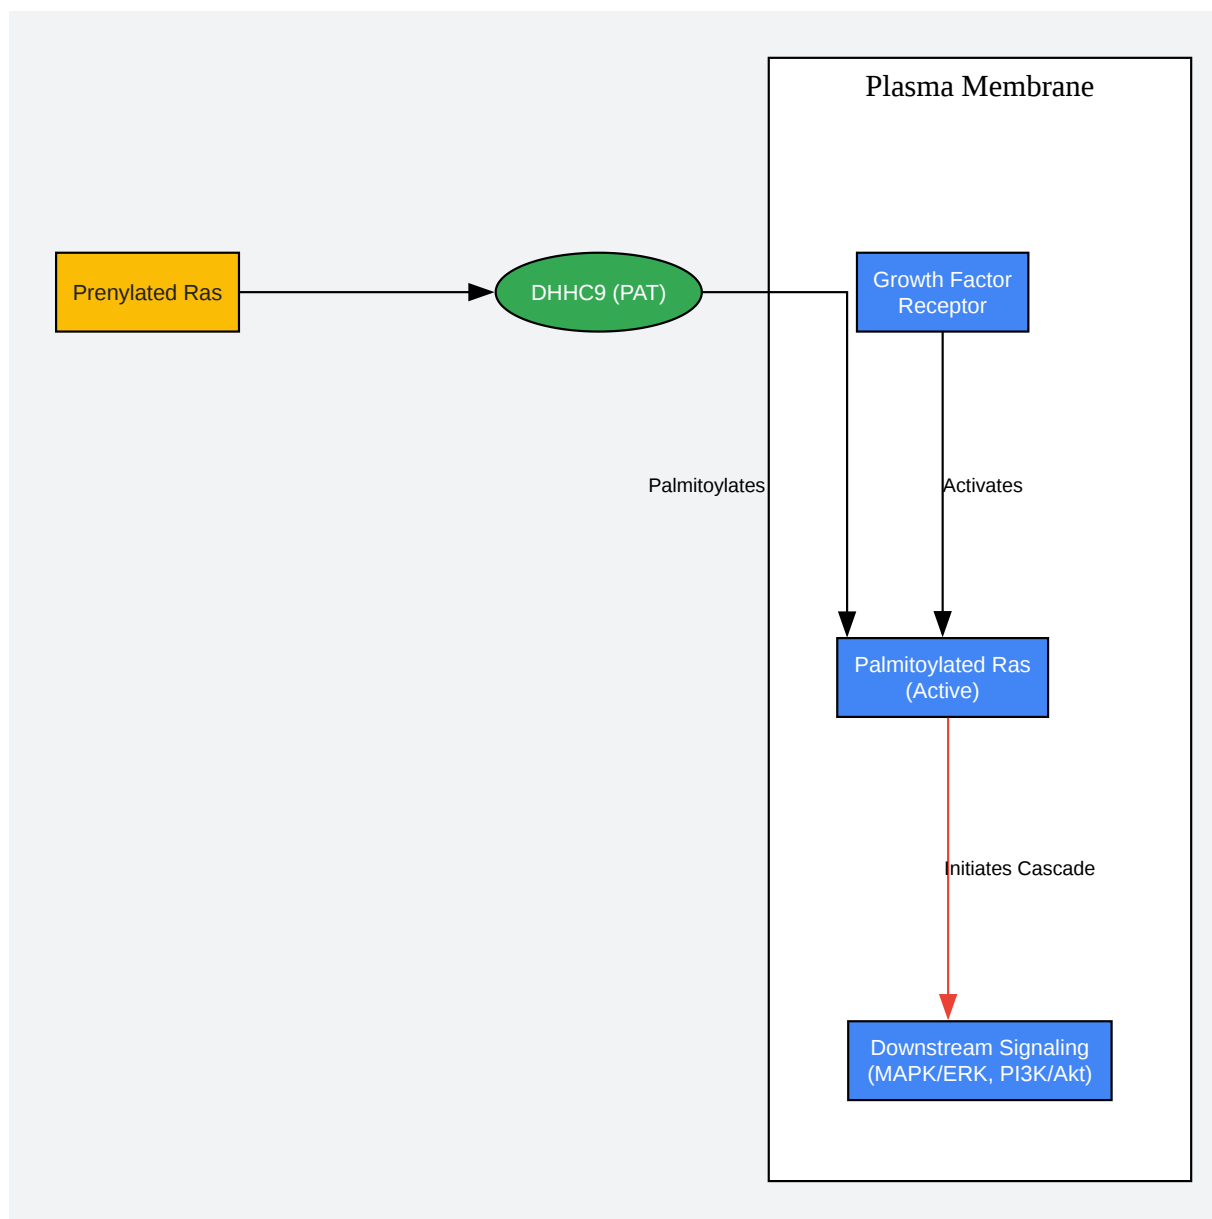 Plasma Membrane
Prenylated Ras
DHHC9 (PAT)
Growth Factor
Receptor
Palmitoylates
Activates
Palmitoylated Ras
(Active)
Initiates Cascade
Downstream Signaling
(MAPK/ERK, PI3K/Akt)